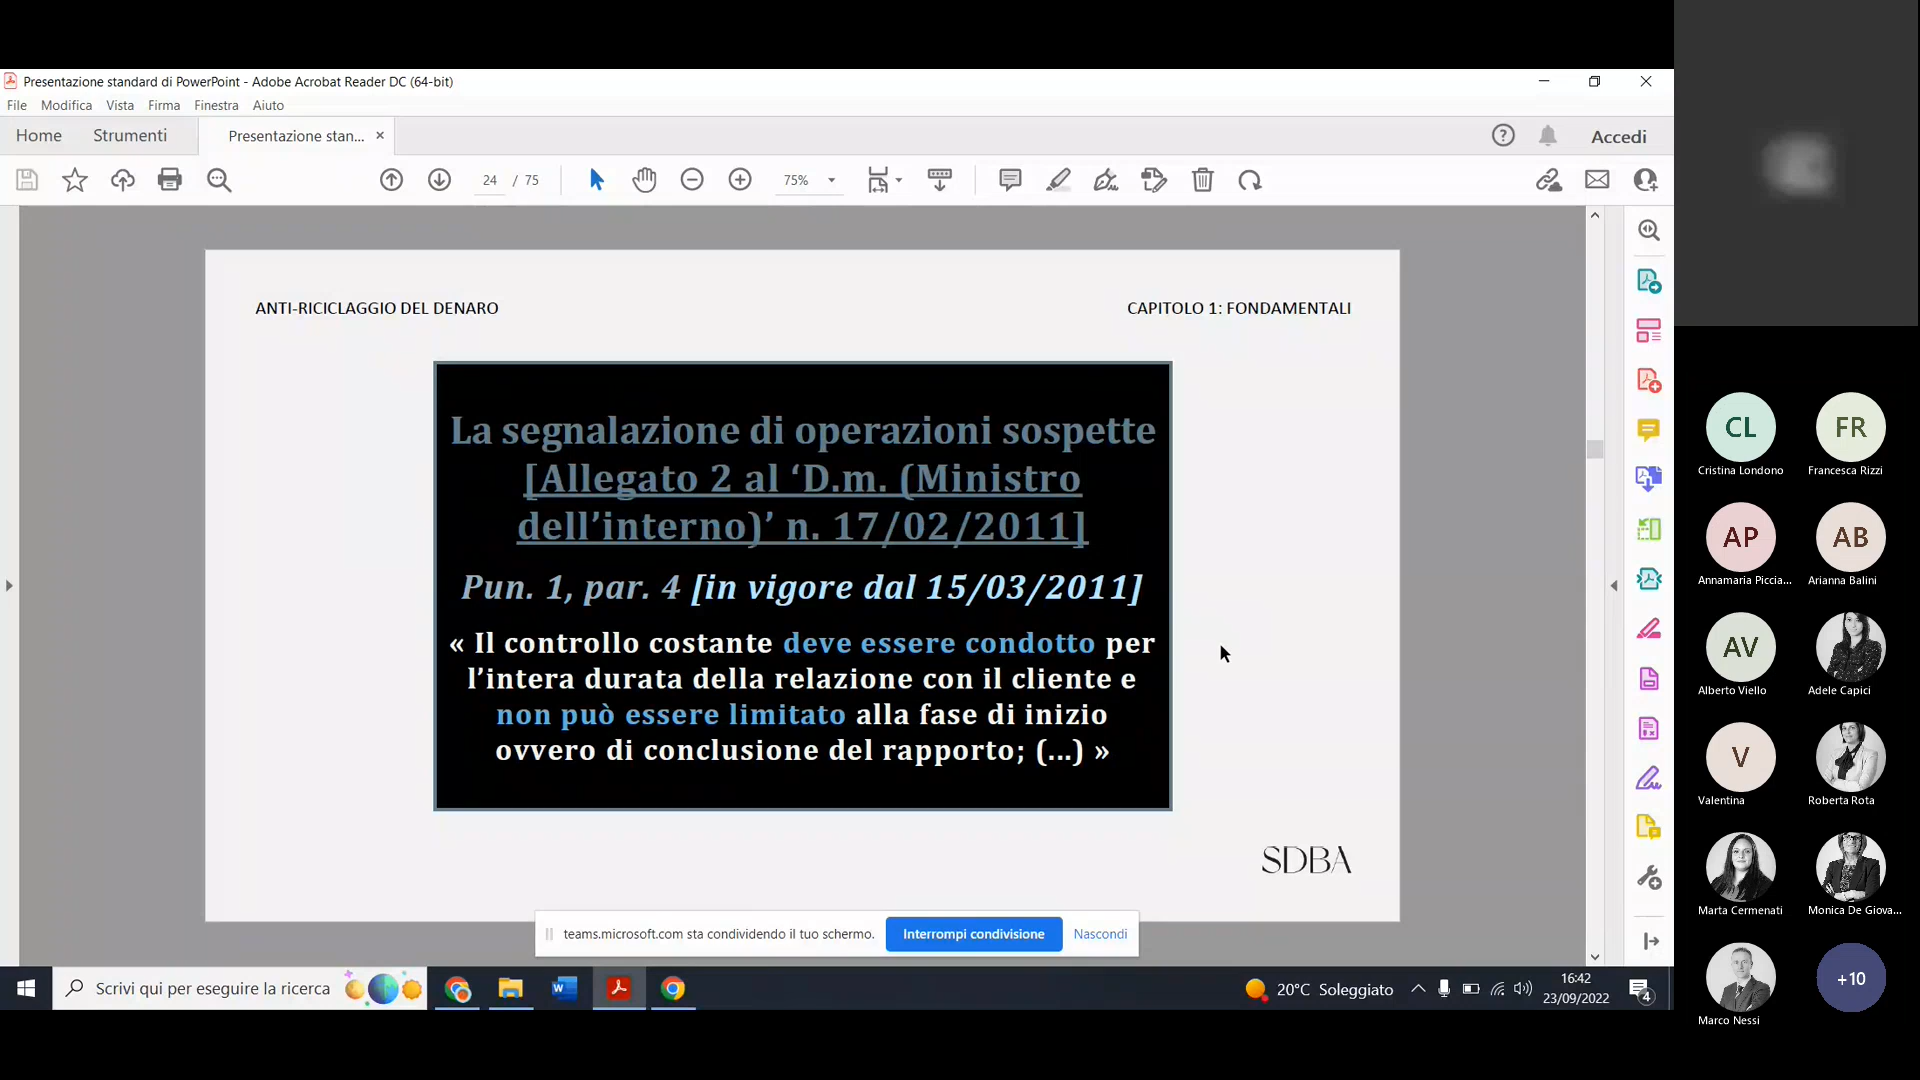 Presentazione standard di PowerPoint - Adobe Acrobat Reader DC (64-bit)
File Modifica Vista Firma Finestra Aiuto
Home Strumenti Presentazione stan... Accedi
24 / 75 75%
ANTI-RICICLAGGIO DEL DENARO CAPITOLO 1: FONDAMENTALI
La segnalazione di operazioni sospette
[Allegato 2 al ‘D.m. (Ministro
dell’interno)’ n. 17/02/2011]
Pun. 1, par. 4 [in vigore dal 15/03/2011]
« Il controllo costante deve essere condotto per
l’intera durata della relazione con il cliente e
non può essere limitato alla fase di inizio
ovvero di conclusione del rapporto; (...) »
SDBA
teams.microsoft.com sta condividendo il tuo schermo. Interrompi condivisione Nascondi
Scrivi qui per eseguire la ricerca
20°C Soleggiato
16:42
23/09/2022
4
CL FR
Cristina Londono Francesca Rizzi
AP AB
Annamaria Piccia... Arianna Balini
AV
Alberto Viello Adele Capici
V
Valentina Roberta Rota
Marta Cermenati Monica De Giova...
+10
Marco Nessi